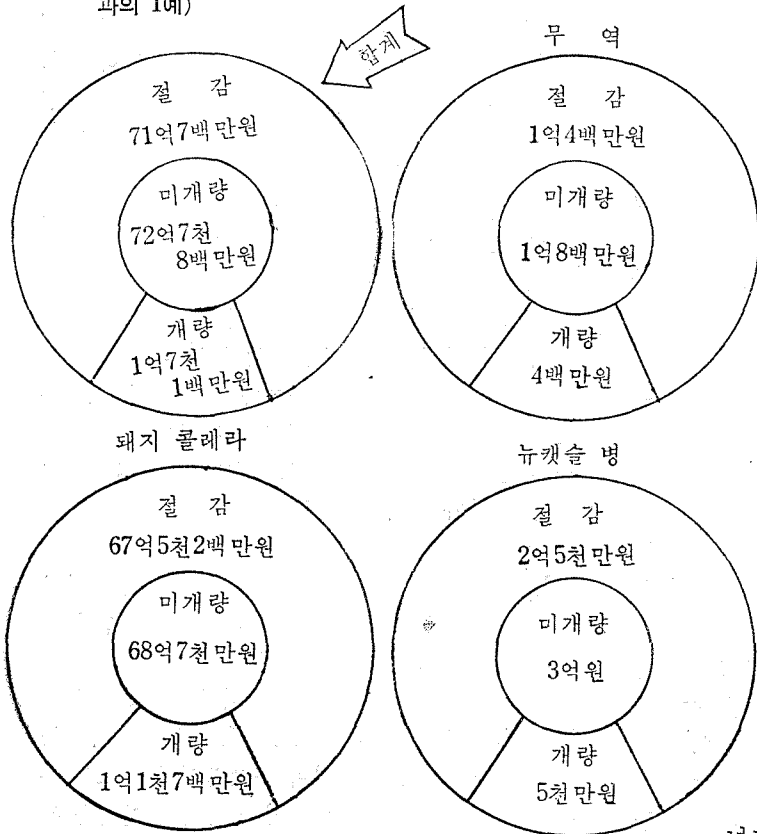 과의 1예)
합계
절 감
71억7백만원
미개량
72억7천
8백만원
개량
1억7천
1백만원
무 역
절 감
1억4백만원
미개량
1억8백만원
개량
4백만원
돼지 콜레라
절 감
67억5천2백만원
미개량
68억7천만원
개량
1억1천7백만원
뉴캣슬 병
절 감
2억5천만원
미개량
3억원
개량
5천만원